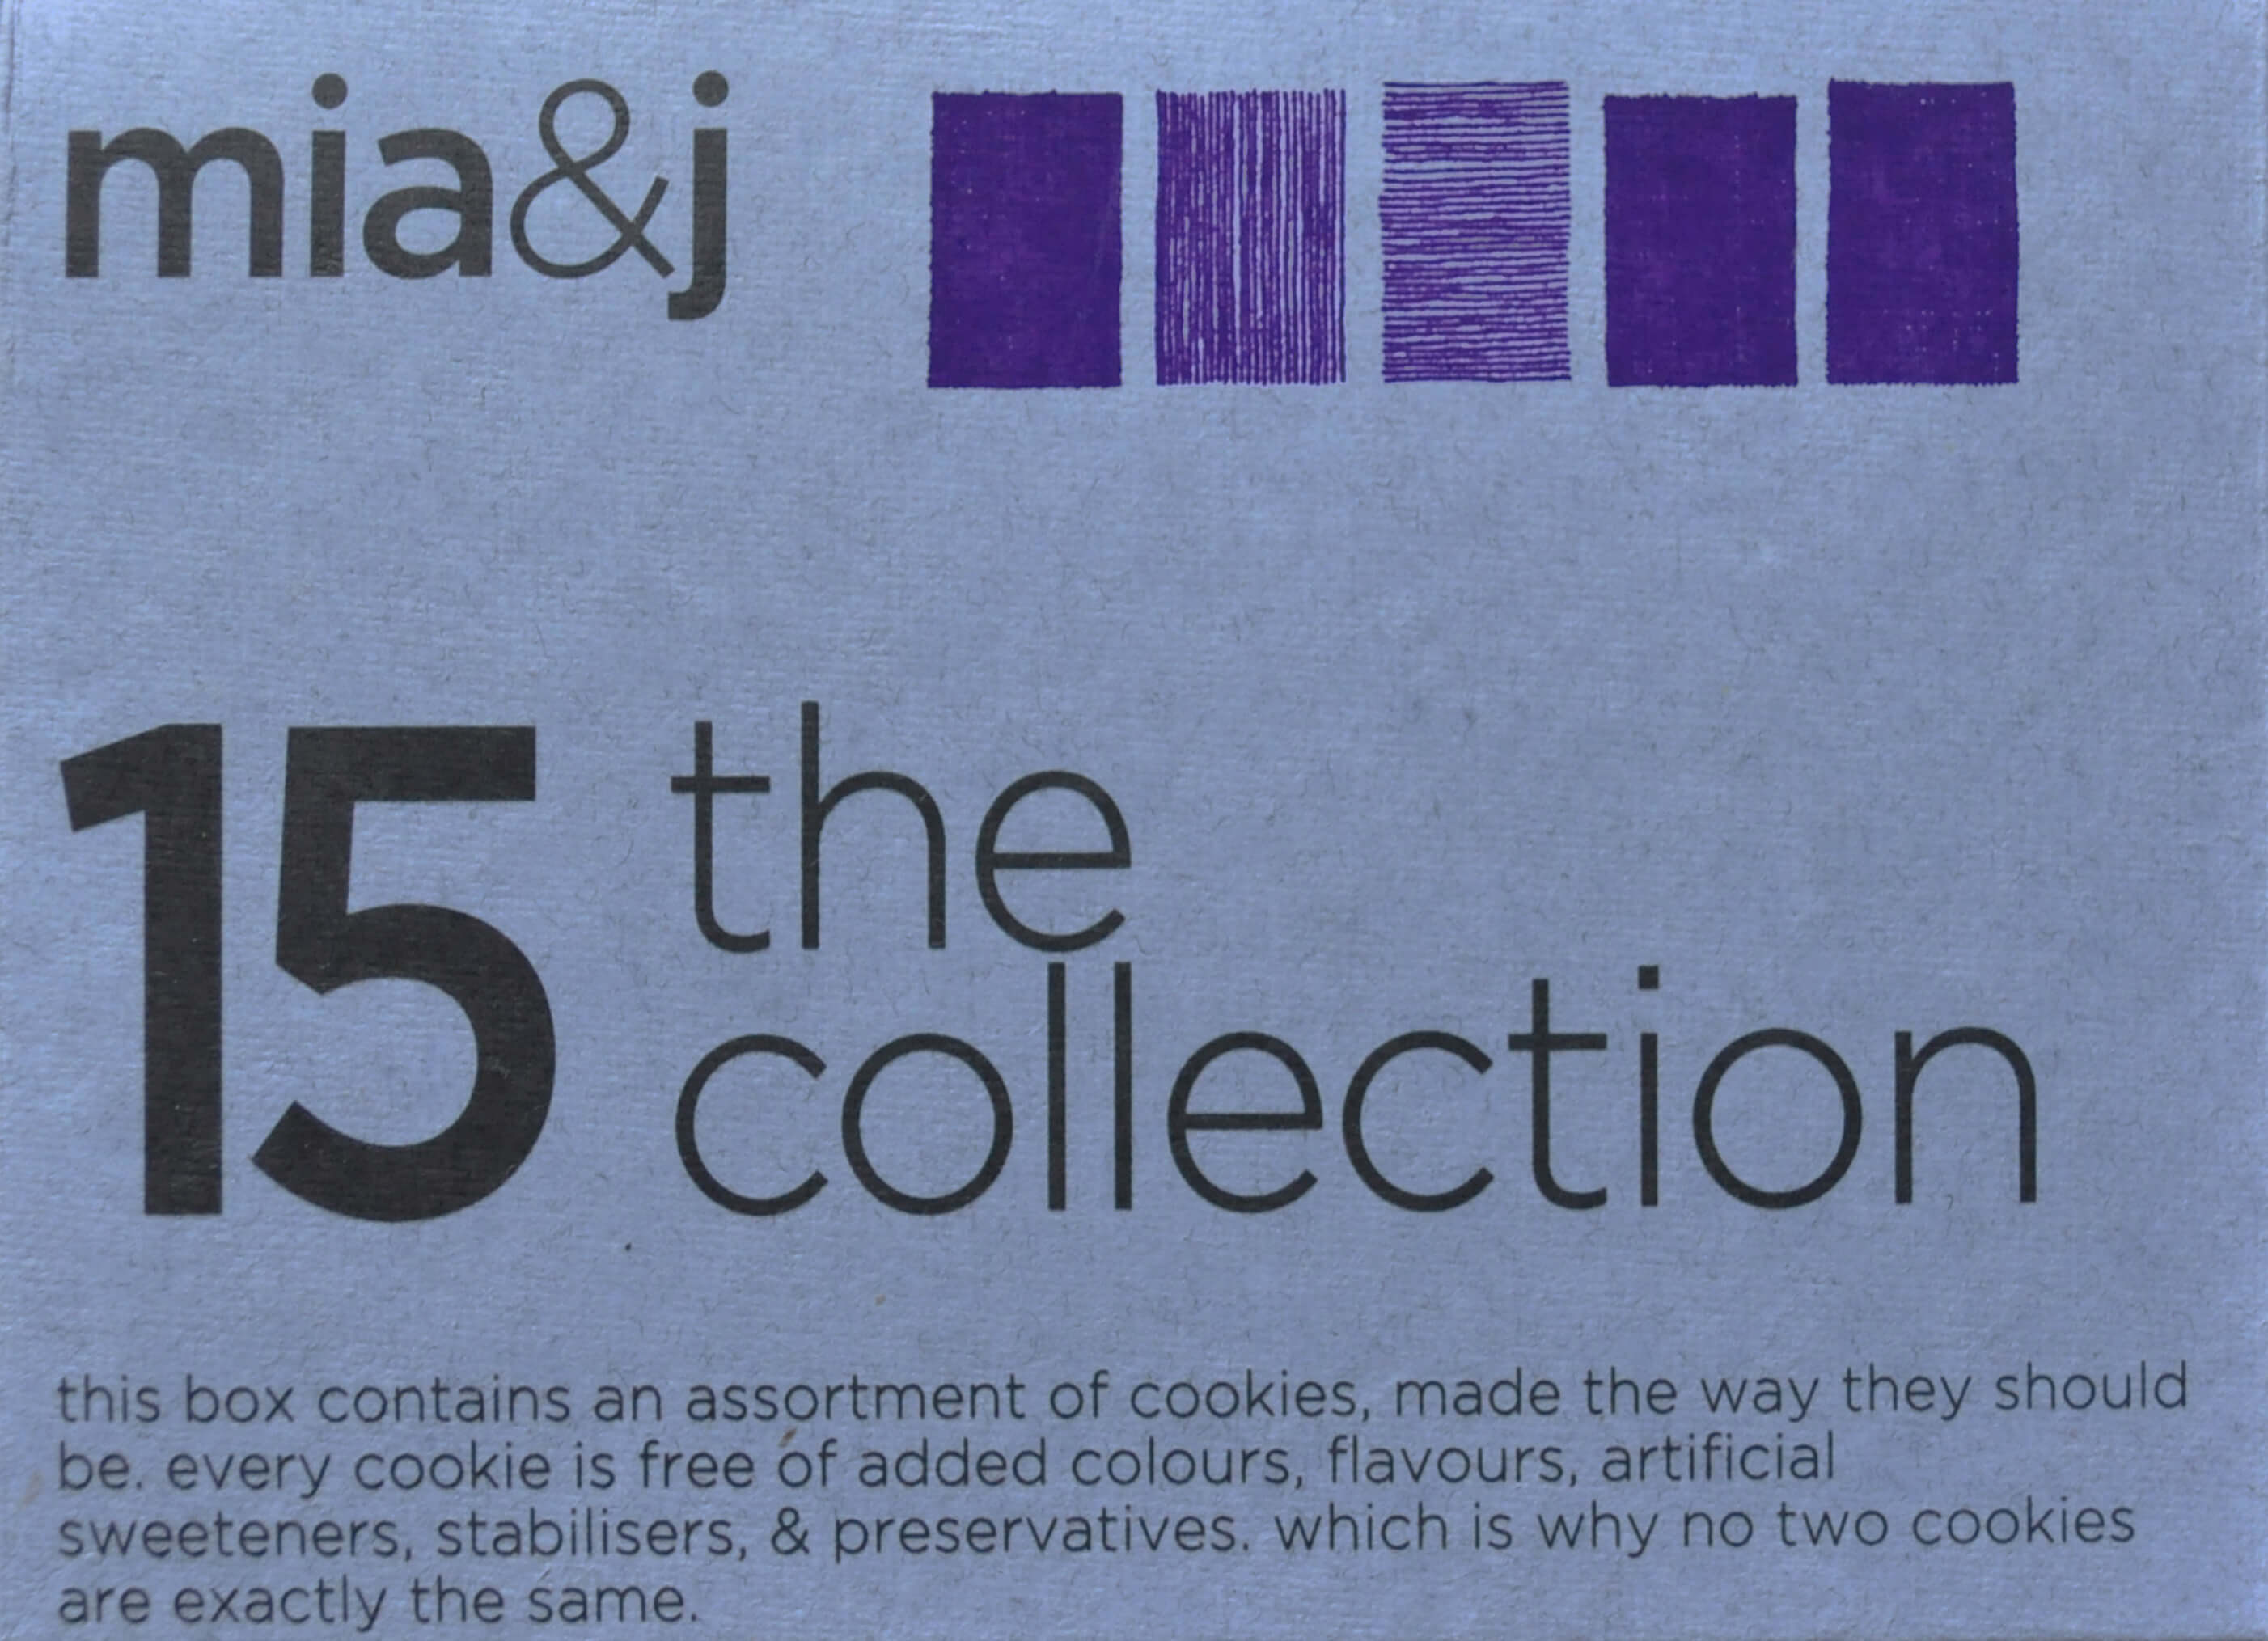 mia&j
15 the
collection
this box contains an assortment of cookies, made the way they should
be. every cookie is free of added colours, flavours, artificial
sweeteners, stabilisers, & preservatives. which is why no two cookies
are exactly the same.